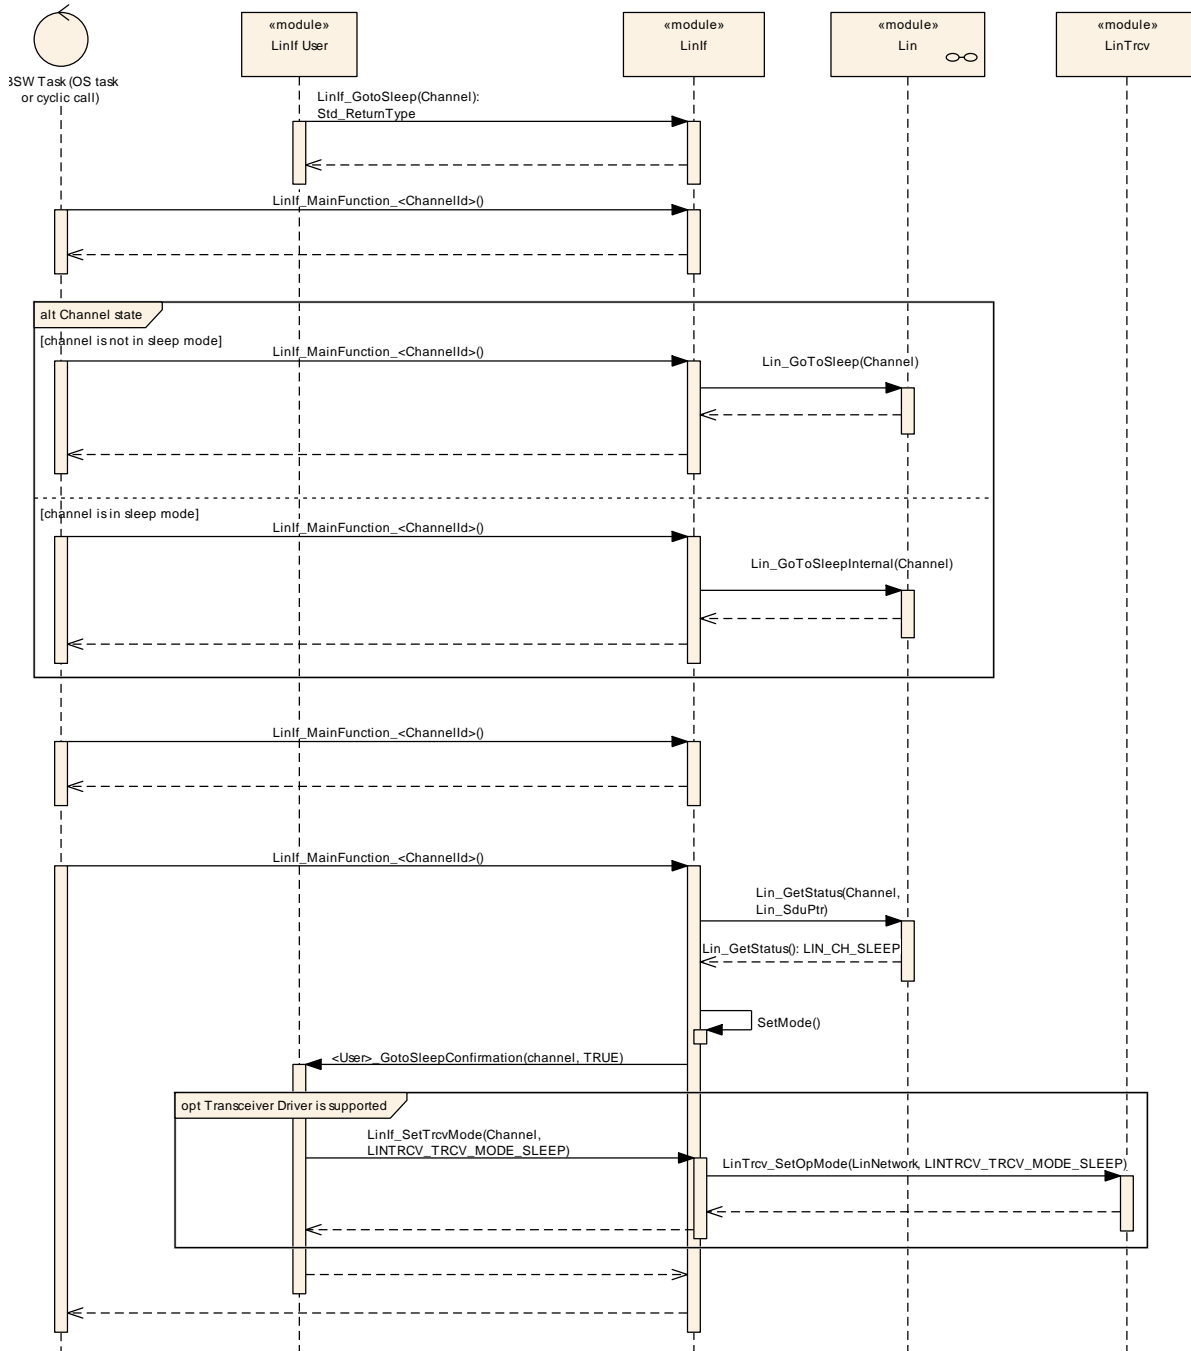 «module»
LinIf User
«module»
LinIf
«module»
Lin
«module»
LinTrcv
BSW Task (OS task
or cyclic call)
LinIf_GotoSleep(Channel):
Std_ReturnType
LinIf_MainFunction_<ChannelId>()
alt Channel state
[channel is not in sleep mode]
LinIf_MainFunction_<ChannelId>()
Lin_GoToSleep(Channel)
[channel is in sleep mode]
LinIf_MainFunction_<ChannelId>()
Lin_GoToSleepInternal(Channel)
LinIf_MainFunction_<ChannelId>()
LinIf_MainFunction_<ChannelId>()
Lin_GetStatus(Channel,
Lin_SduPtr)
Lin_GetStatus(): LIN_CH_SLEEP
SetMode()
<User>_GotoSleepConfirmation(channel, TRUE)
opt Transceiver Driver is supported
LinIf_SetTrcvMode(Channel,
LINTRCV_TRCV_MODE_SLEEP)
LinTrcv_SetOpMode(LinNetwork, LINTRCV_TRCV_MODE_SLEEP)